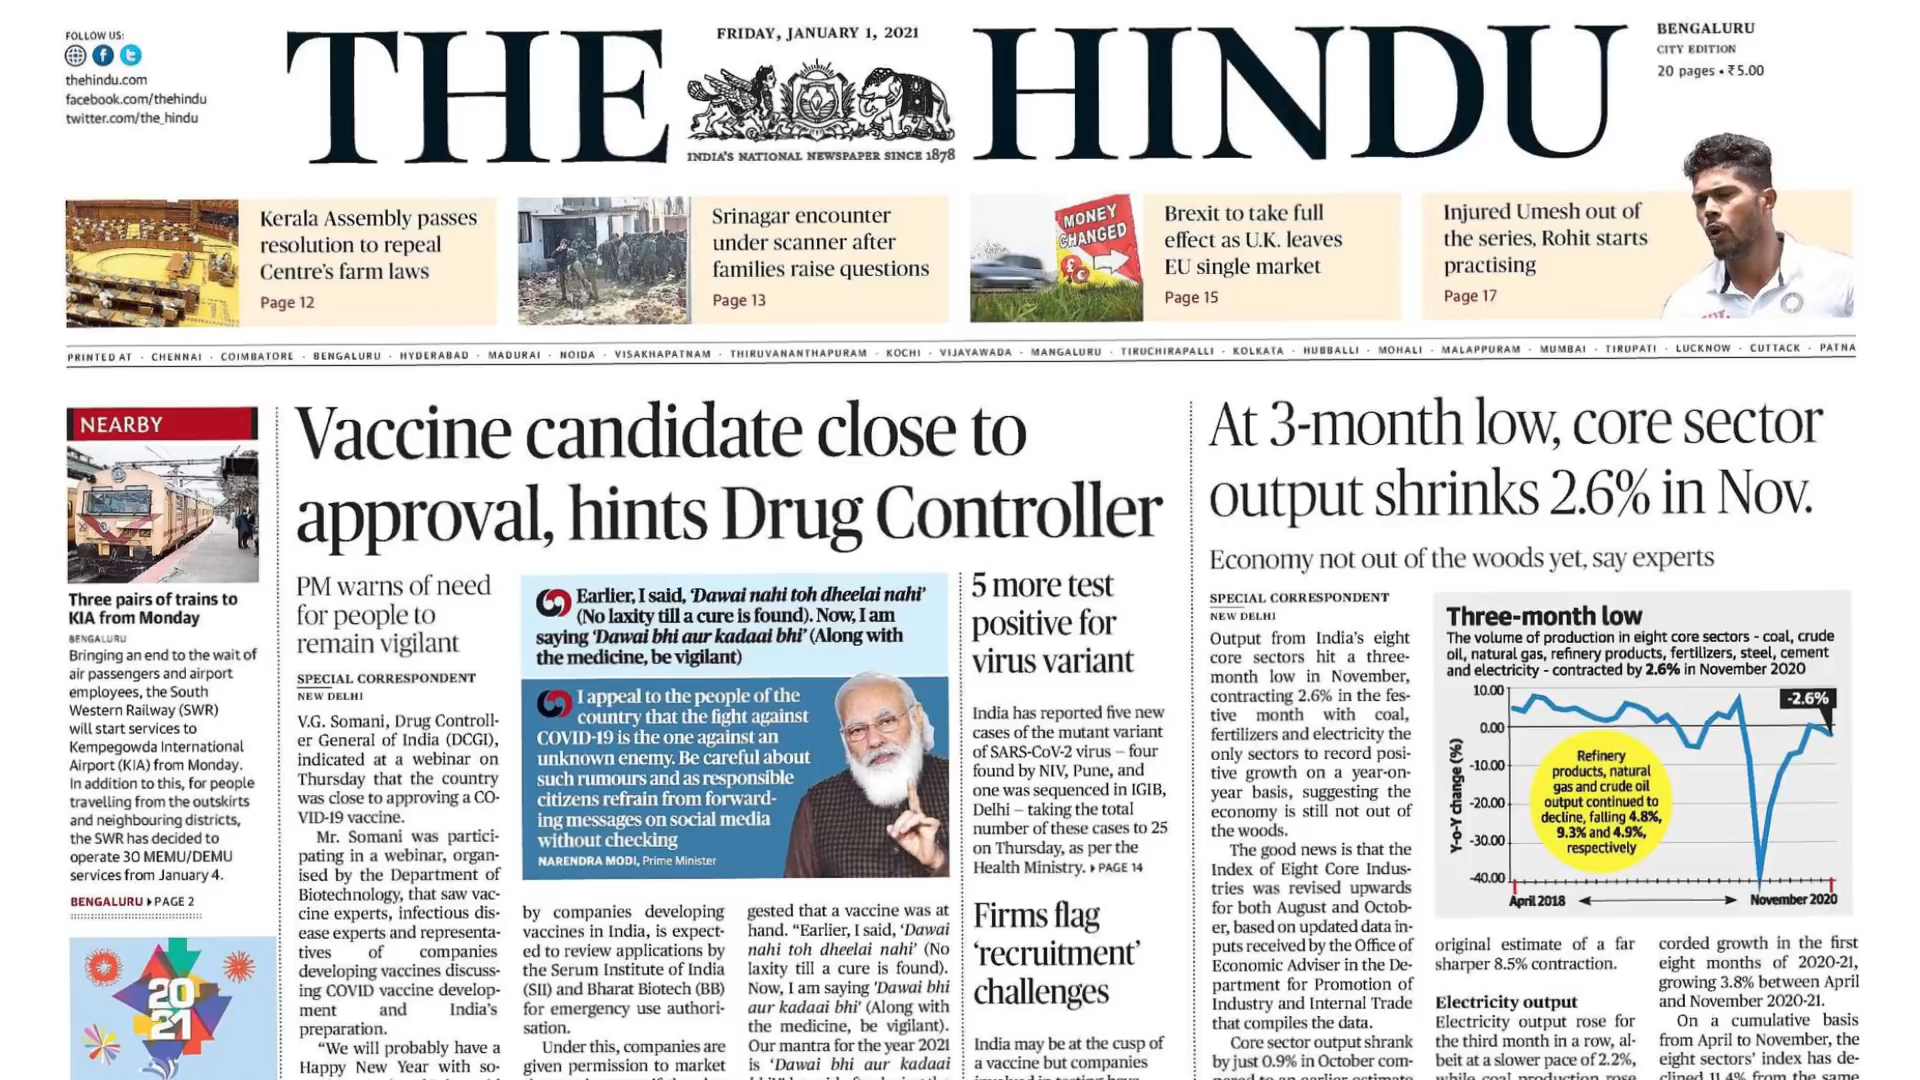 FOLLOW US:
thehindu.com
facebook.com/thehindu
twitter.com/the_hindu
THE HINDU
FRIDAY, JANUARY 1, 2021
INDIA'S NATIONAL NEWSPAPER SINCE 1878
BENGALURU
CITY EDITION
20 pages • ₹5.00
Kerala Assembly passes
resolution to repeal
Centre's farm laws
Page 12
Srinagar encounter
under scanner after
families raise questions
Page 13
MONEY
CHANGED
Brexit to take full
effect as U.K. leaves
EU single market
Page 15
Injured Umesh out of
the series, Rohit starts
practising
Page 17
PRINTED AT · CHENNAI · COIMBATORE · BENGALURU · HYDERABAD · MADURAI · NOIDA · VISAKHAPATNAM · THIRUVANANTHAPURAM · KOCHI · VIJAYAWADA · MANGALURU · TIRUCHIRAPALLI · KOLKATA · HUBBALLI · MOHALI · MALAPPURAM · MUMBAI · TIRUPATI · LUCKNOW · CUTTACK · PATNA
NEARBY
Three pairs of trains to
KIA from Monday
BENGALURU
Bringing an end to the wait of
air passengers and airport
employees, the South
Western Railway (SWR)
will start services to
Kempegowda International
Airport (KIA) from Monday.
In addition to this, for people
travelling from the outskirts
and neighbouring districts,
the SWR has decided to
operate 30 MEMU/DEMU
services from January 4.
BENGALURU ▸ PAGE 2
20
21
Vaccine candidate close to
approval, hints Drug Controller
PM warns of need
for people to
remain vigilant
SPECIAL CORRESPONDENT
NEW DELHI
V.G. Somani, Drug Controll-
er General of India (DCGI),
indicated at a webinar on
Thursday that the country
was close to approving a CO-
VID-19 vaccine.
Mr. Somani was partici-
pating in a webinar, organ-
ised by the Department of
Biotechnology, that saw vac-
cine experts, infectious dis-
ease experts and representa-
tives of companies
developing vaccines discuss-
ing COVID vaccine develop-
ment and India's
preparation.
“We will probably have a
Happy New Year with so-
Earlier, I said, ‘Dawai nahi toh dheelai nahi’
(No laxity till a cure is found). Now, I am
saying ‘Dawai bhi aur kadaai bhi’ (Along with
the medicine, be vigilant)
I appeal to the people of the
country that the fight against
COVID-19 is the one against an
unknown enemy. Be careful about
such rumours and as responsible
citizens refrain from forward-
ing messages on social media
without checking
NARENDRA MODI, Prime Minister
by companies developing
vaccines in India, is expect-
ed to review applications by
the Serum Institute of India
(SII) and Bharat Biotech (BB)
for emergency use authori-
sation.
Under this, companies are
given permission to market
gested that a vaccine was at
hand. “Earlier, I said, ‘Dawai
nahi toh dheelai nahi’ (No
laxity till a cure is found).
Now, I am saying ‘Dawai bhi
aur kadaai bhi’ (Along with
the medicine, be vigilant).
Our mantra for the year 2021
is ‘Dawai bhi aur kadaai
5 more test
positive for
virus variant
India has reported five new
cases of the mutant variant
of SARS-CoV-2 virus – four
found by NIV, Pune, and
one was sequenced in IGIB,
Delhi – taking the total
number of these cases to 25
on Thursday, as per the
Health Ministry. ▸ PAGE 14
Firms flag
‘recruitment’
challenges
India may be at the cusp of
a vaccine but companies
At 3-month low, core sector
output shrinks 2.6% in Nov.
Economy not out of the woods yet, say experts
SPECIAL CORRESPONDENT
NEW DELHI
Output from India's eight
core sectors hit a three-
month low in November,
contracting 2.6% in the fes-
tive month with coal,
fertilizers and electricity the
only sectors to record posi-
tive growth on a year-on-
year basis, suggesting the
economy is still not out of
the woods.
The good news is that the
Index of Eight Core Indus-
tries was revised upwards
for both August and Octob-
er, based on updated data in-
puts received by the Office of
Economic Adviser in the De-
partment for Promotion of
Industry and Internal Trade
that compiles the data.
Core sector output shrank
by just 0.9% in October com-
Three-month low
The volume of production in eight core sectors - coal, crude
oil, natural gas, refinery products, fertilizers, steel, cement
and electricity - contracted by 2.6% in November 2020
10.00
0.00
-10.00
-20.00
-30.00
-40.00
Y-o-Y change (%)
-2.6%
Refinery
products, natural
gas and crude oil
output continued to
decline, falling 4.8%,
9.3% and 4.9%,
respectively
April 2018
November 2020
original estimate of a far
sharper 8.5% contraction.
Electricity output
Electricity output rose for
the third month in a row, al-
beit at a slower pace of 2.2%,
while coal production rose
corded growth in the first
eight months of 2020-21,
growing 3.8% between April
and November 2020-21.
On a cumulative basis
from April to November, the
eight sectors' index has de-
clined 11.4% from the same